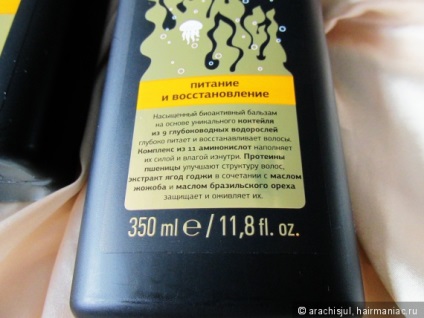 питание
и восстановление
Насыщенный биоактивный бальзам
на основе уникального коктейля
из 9 глубоководных водорослей
глубоко питает и восстанавливает волосы.
Комплекс из 11 аминокислот наполняет
их силой и влагой изнутри. Протеины
пшеницы улучшают структуру волос,
экстракт ягод годжи в сочетании с маслом
жожоба и маслом бразильского ореха
защищает и оживляет их.
350 ml ℮ / 11,8 fl. oz.
© arachisjul, hairmaniac.ru